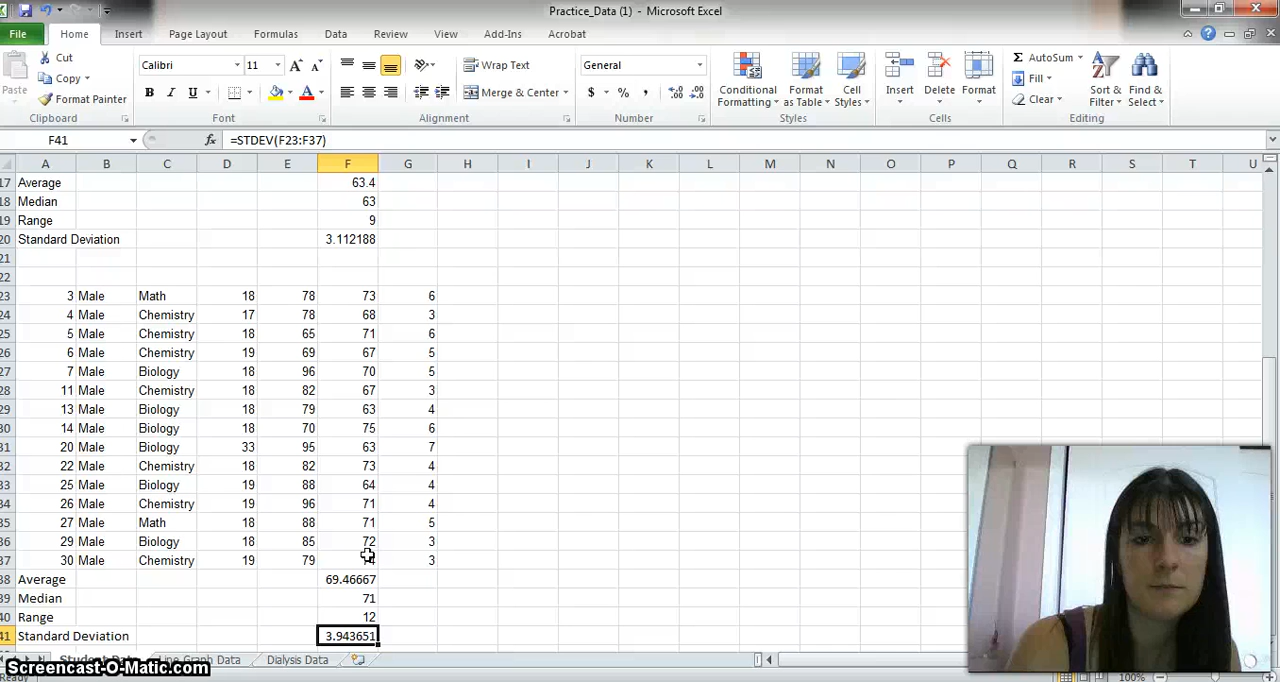 Practice_Data (1) - Microsoft Excel
File Home Insert Page Layout Formulas Data Review View Add-Ins Acrobat
Cut
Copy
Format Painter
Paste
Clipboard
Calibri 11
B I U
Font
Wrap Text
Merge & Center
Alignment
General
$ % ,
Number
Conditional Formatting
Format as Table
Cell Styles
Styles
Insert Delete Format
Cells
AutoSum
Fill
Clear
Sort & Filter
Find & Select
Editing
F41 fx =STDEV(F23:F37)
A B C D E F G H I J K L M N O P Q R S T U
17 Average 63.4
18 Median 63
19 Range 9
20 Standard Deviation 3.112188
21
22
23 3 Male Math 18 78 73 6
24 4 Male Chemistry 17 78 68 3
25 5 Male Chemistry 18 65 71 6
26 6 Male Chemistry 19 69 67 5
27 7 Male Biology 18 96 70 5
28 11 Male Chemistry 18 82 67 3
29 13 Male Biology 18 79 63 4
30 14 Male Biology 18 70 75 6
31 20 Male Biology 33 95 63 7
32 22 Male Chemistry 18 82 73 4
33 25 Male Biology 19 88 64 4
34 26 Male Chemistry 19 96 71 4
35 27 Male Math 18 88 71 5
36 29 Male Biology 18 85 72 3
37 30 Male Chemistry 19 79 3
38 Average 69.46667
39 Median 71
40 Range 12
41 Standard Deviation 3.943651
Line Graph Data Dialysis Data
Screencast-O-Matic.com
100%